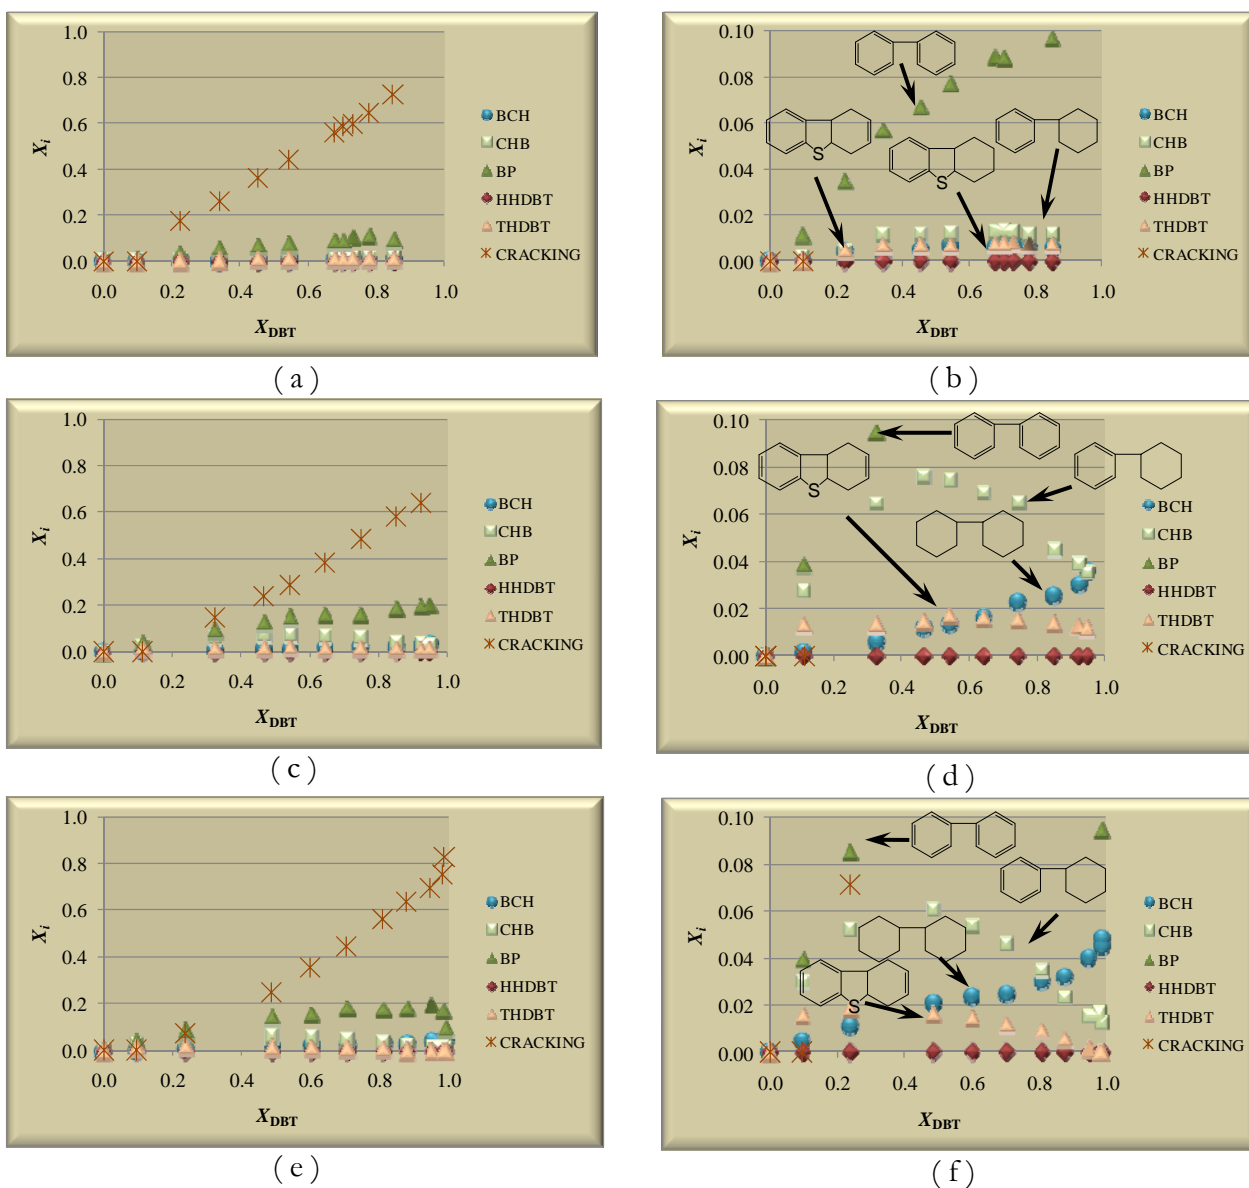 1.0
0.8
0.6
0.4
0.2
0.0
0.0 0.2 0.4 0.6 0.8 1.0
Xi
XDBT
BCH
CHB
BP
HHDBT
THDBT
CRACKING
(a)
0.10
0.08
0.06
0.04
0.02
0.00
0.0 0.2 0.4 0.6 0.8 1.0
Xi
XDBT
S
S
BCH
CHB
BP
HHDBT
THDBT
CRACKING
(b)
1.0
0.8
0.6
0.4
0.2
0.0
0.0 0.2 0.4 0.6 0.8 1.0
Xi
XDBT
BCH
CHB
BP
HHDBT
THDBT
CRACKING
(c)
0.10
0.08
0.06
0.04
0.02
0.00
0.0 0.2 0.4 0.6 0.8 1.0
Xi
XDBT
S
BCH
CHB
BP
HHDBT
THDBT
CRACKING
(d)
1.0
0.8
0.6
0.4
0.2
0.0
0.0 0.2 0.4 0.6 0.8 1.0
Xi
XDBT
BCH
CHB
BP
HHDBT
THDBT
CRACKING
(e)
0.10
0.08
0.06
0.04
0.02
0.00
0.0 0.2 0.4 0.6 0.8 1.0
Xi
XDBT
S
BCH
CHB
BP
HHDBT
THDBT
CRACKING
(f)